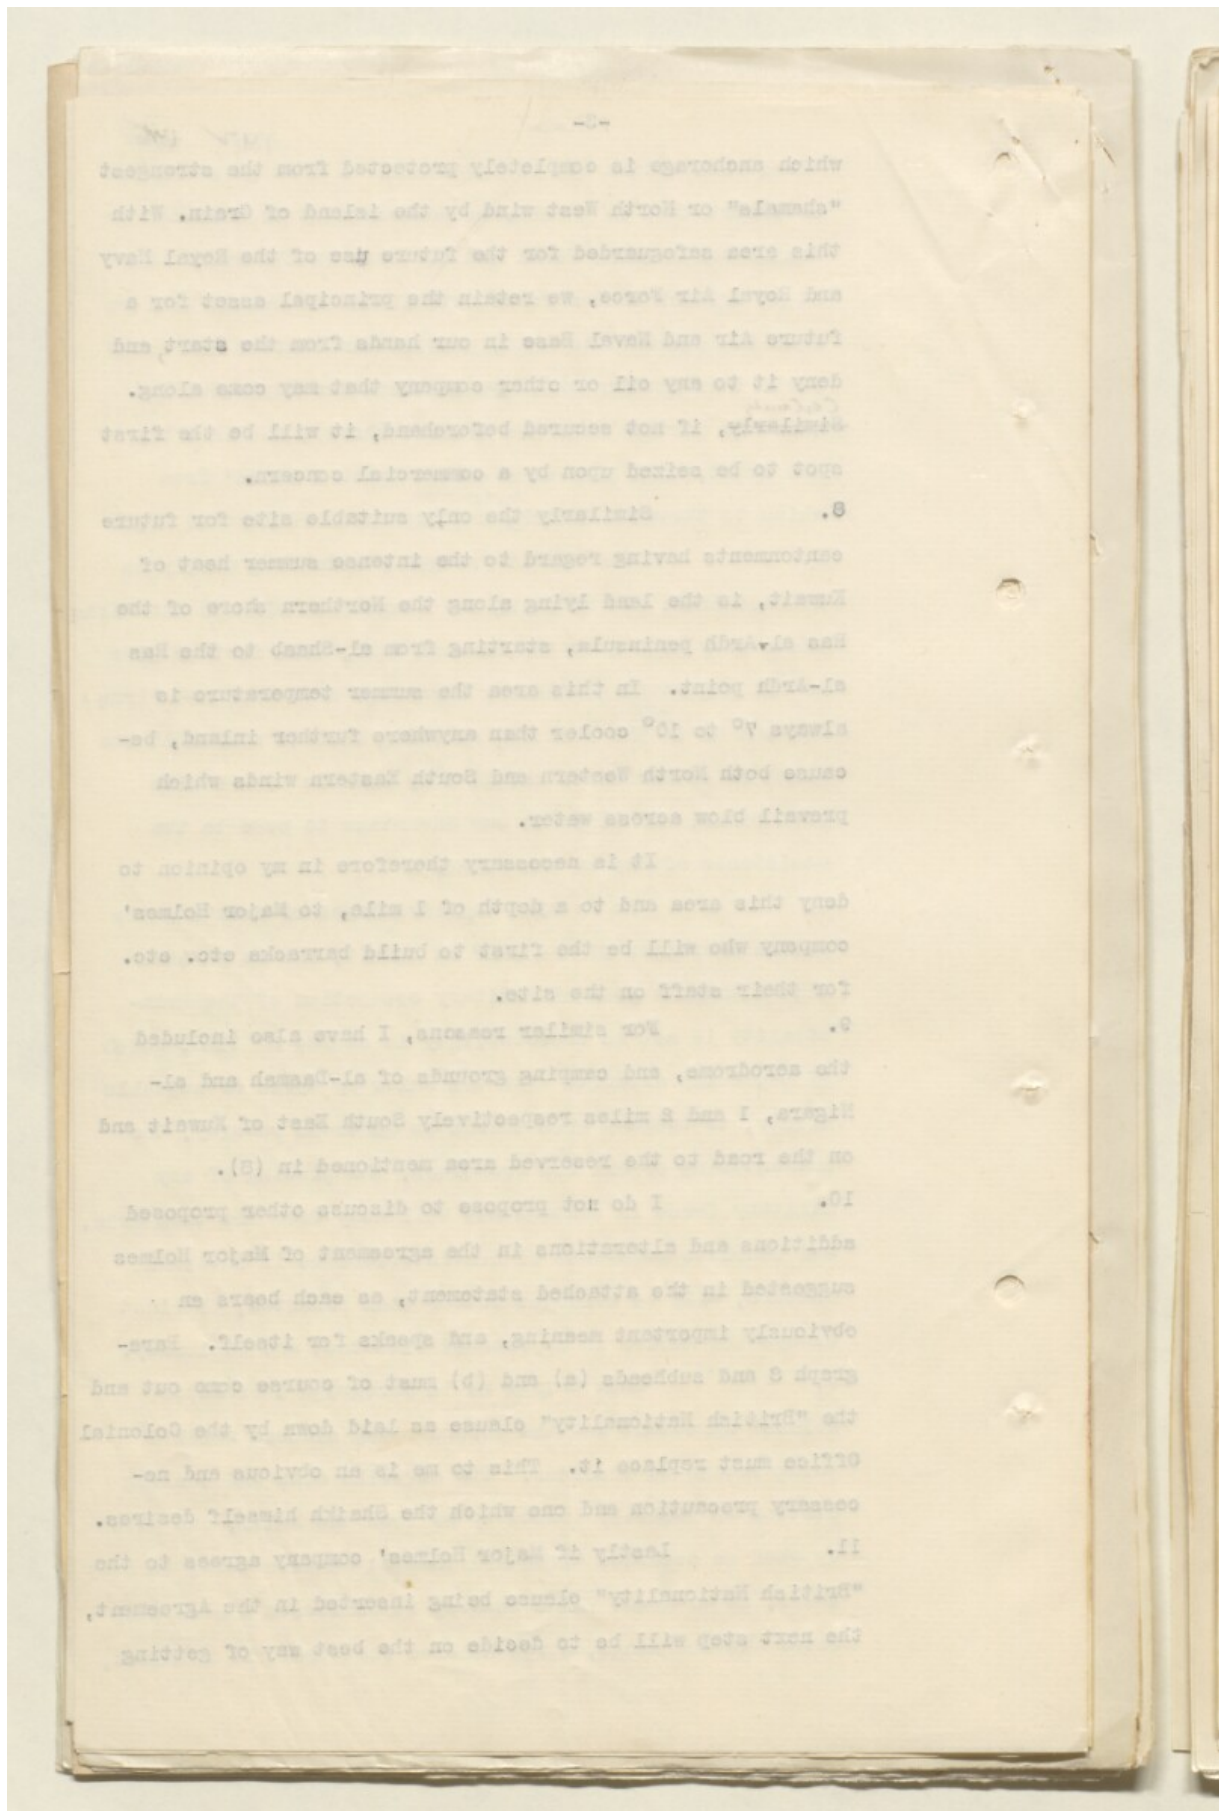 -3-
which anchorage is completely protected from the strongest
"shamals" or North West wind by the island of Grain. With
this area safeguarded for the future use of the Royal Navy
and Royal Air Force, we retain the principal asset for a
future Air and Naval Base in our hands from the start, and
deny it to any oil or other company that may come along.
Similarly, if not secured beforehand, it will be the first
spot to be seized upon by a commercial concern.
8. Similarly the only suitable site for future
cantonments having regard to the intense summer heat of
Kuwait, is the land lying along the Northern shore of the
Ras al-Ardh peninsula, starting from al-Shaab to the Ras
al-Ardh point. In this area the summer temperature is
always 7° to 10° cooler than anywhere further inland, be-
cause both North Western and South Eastern winds which
prevail blow across water.
It is necessary therefore in my opinion to
deny this area and to a depth of 1 mile, to Major Holmes'
company who will be the first to build barracks etc. etc.
for their staff on the site.
9. For similar reasons, I have also included
the aerodrome, and camping grounds of al-Dasmah and al-
Nigara, 1 and 2 miles respectively South East of Kuwait and
on the road to the reserved area mentioned in (8).
10. I do not propose to discuss other proposed
additions and alterations in the agreement of Major Holmes
suggested in the attached statement, as each bears an
obviously important meaning, and speaks for itself. Para-
graph 8 and subheads (a) and (b) must of course come out and
the "British Nationality" clause as laid down by the Colonial
Office must replace it. This to me is an obvious and ne-
cessary precaution and one which the Shaikh himself desires.
11. Lastly if Major Holmes' company agrees to the
"British Nationality" clause being inserted in the Agreement,
the next step will be to decide on the best way of getting